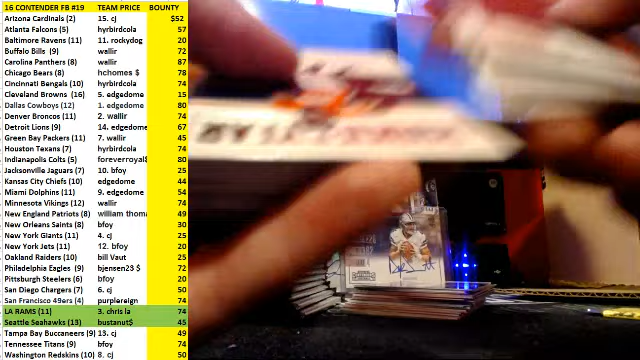 16 CONTENDER FB #19 TEAM PRICE BOUNTY
Arizona Cardinals (2) 15. cj $52
Atlanta Falcons (5) hyrbirdcola 57
Baltimore Ravens (11) 11. rockydog 20
Buffalo Bills (9) wallir 72
Carolina Panthers (8) wallir 87
Chicago Bears (8) hchomes $ 78
Cincinnati Bengals (10) hyrbirdcola 74
Cleveland Browns (16) 5. edgedome 15
Dallas Cowboys (12) 1. edgedome 80
Denver Broncos (11) 2. wallir 74
Detroit Lions (9) 14. edgedome 67
Green Bay Packers (11) 7. wallir 45
Houston Texans (7) hyrbirdcola 74
Indianapolis Colts (5) foreverroyal$ 80
Jacksonville Jaguars (7) 10. bfoy 25
Kansas City Chiefs (10) edgedome 44
Miami Dolphins (11) 9. edgedome 54
Minnesota Vikings (12) wallir 74
New England Patriots (8) william thoma 49
New Orleans Saints (8) bfoy 30
New York Giants (11) 4. cj 25
New York Jets (11) 12. bfoy 20
Oakland Raiders (10) bill Vaut 25
Philadelphia Eagles (9) bjensen23 $ 72
Pittsburgh Steelers (6) bfoy 20
San Diego Chargers (7) 6. cj 50
San Francisco 49ers (4) purplereign 74
LA RAMS (11) 3. chris la 74
Seattle Seahawks (13) bustanut$ 45
Tampa Bay Buccaneers (9) 13. cj 49
Tennessee Titans (9) bfoy 74
Washington Redskins (10) 8. cj 50